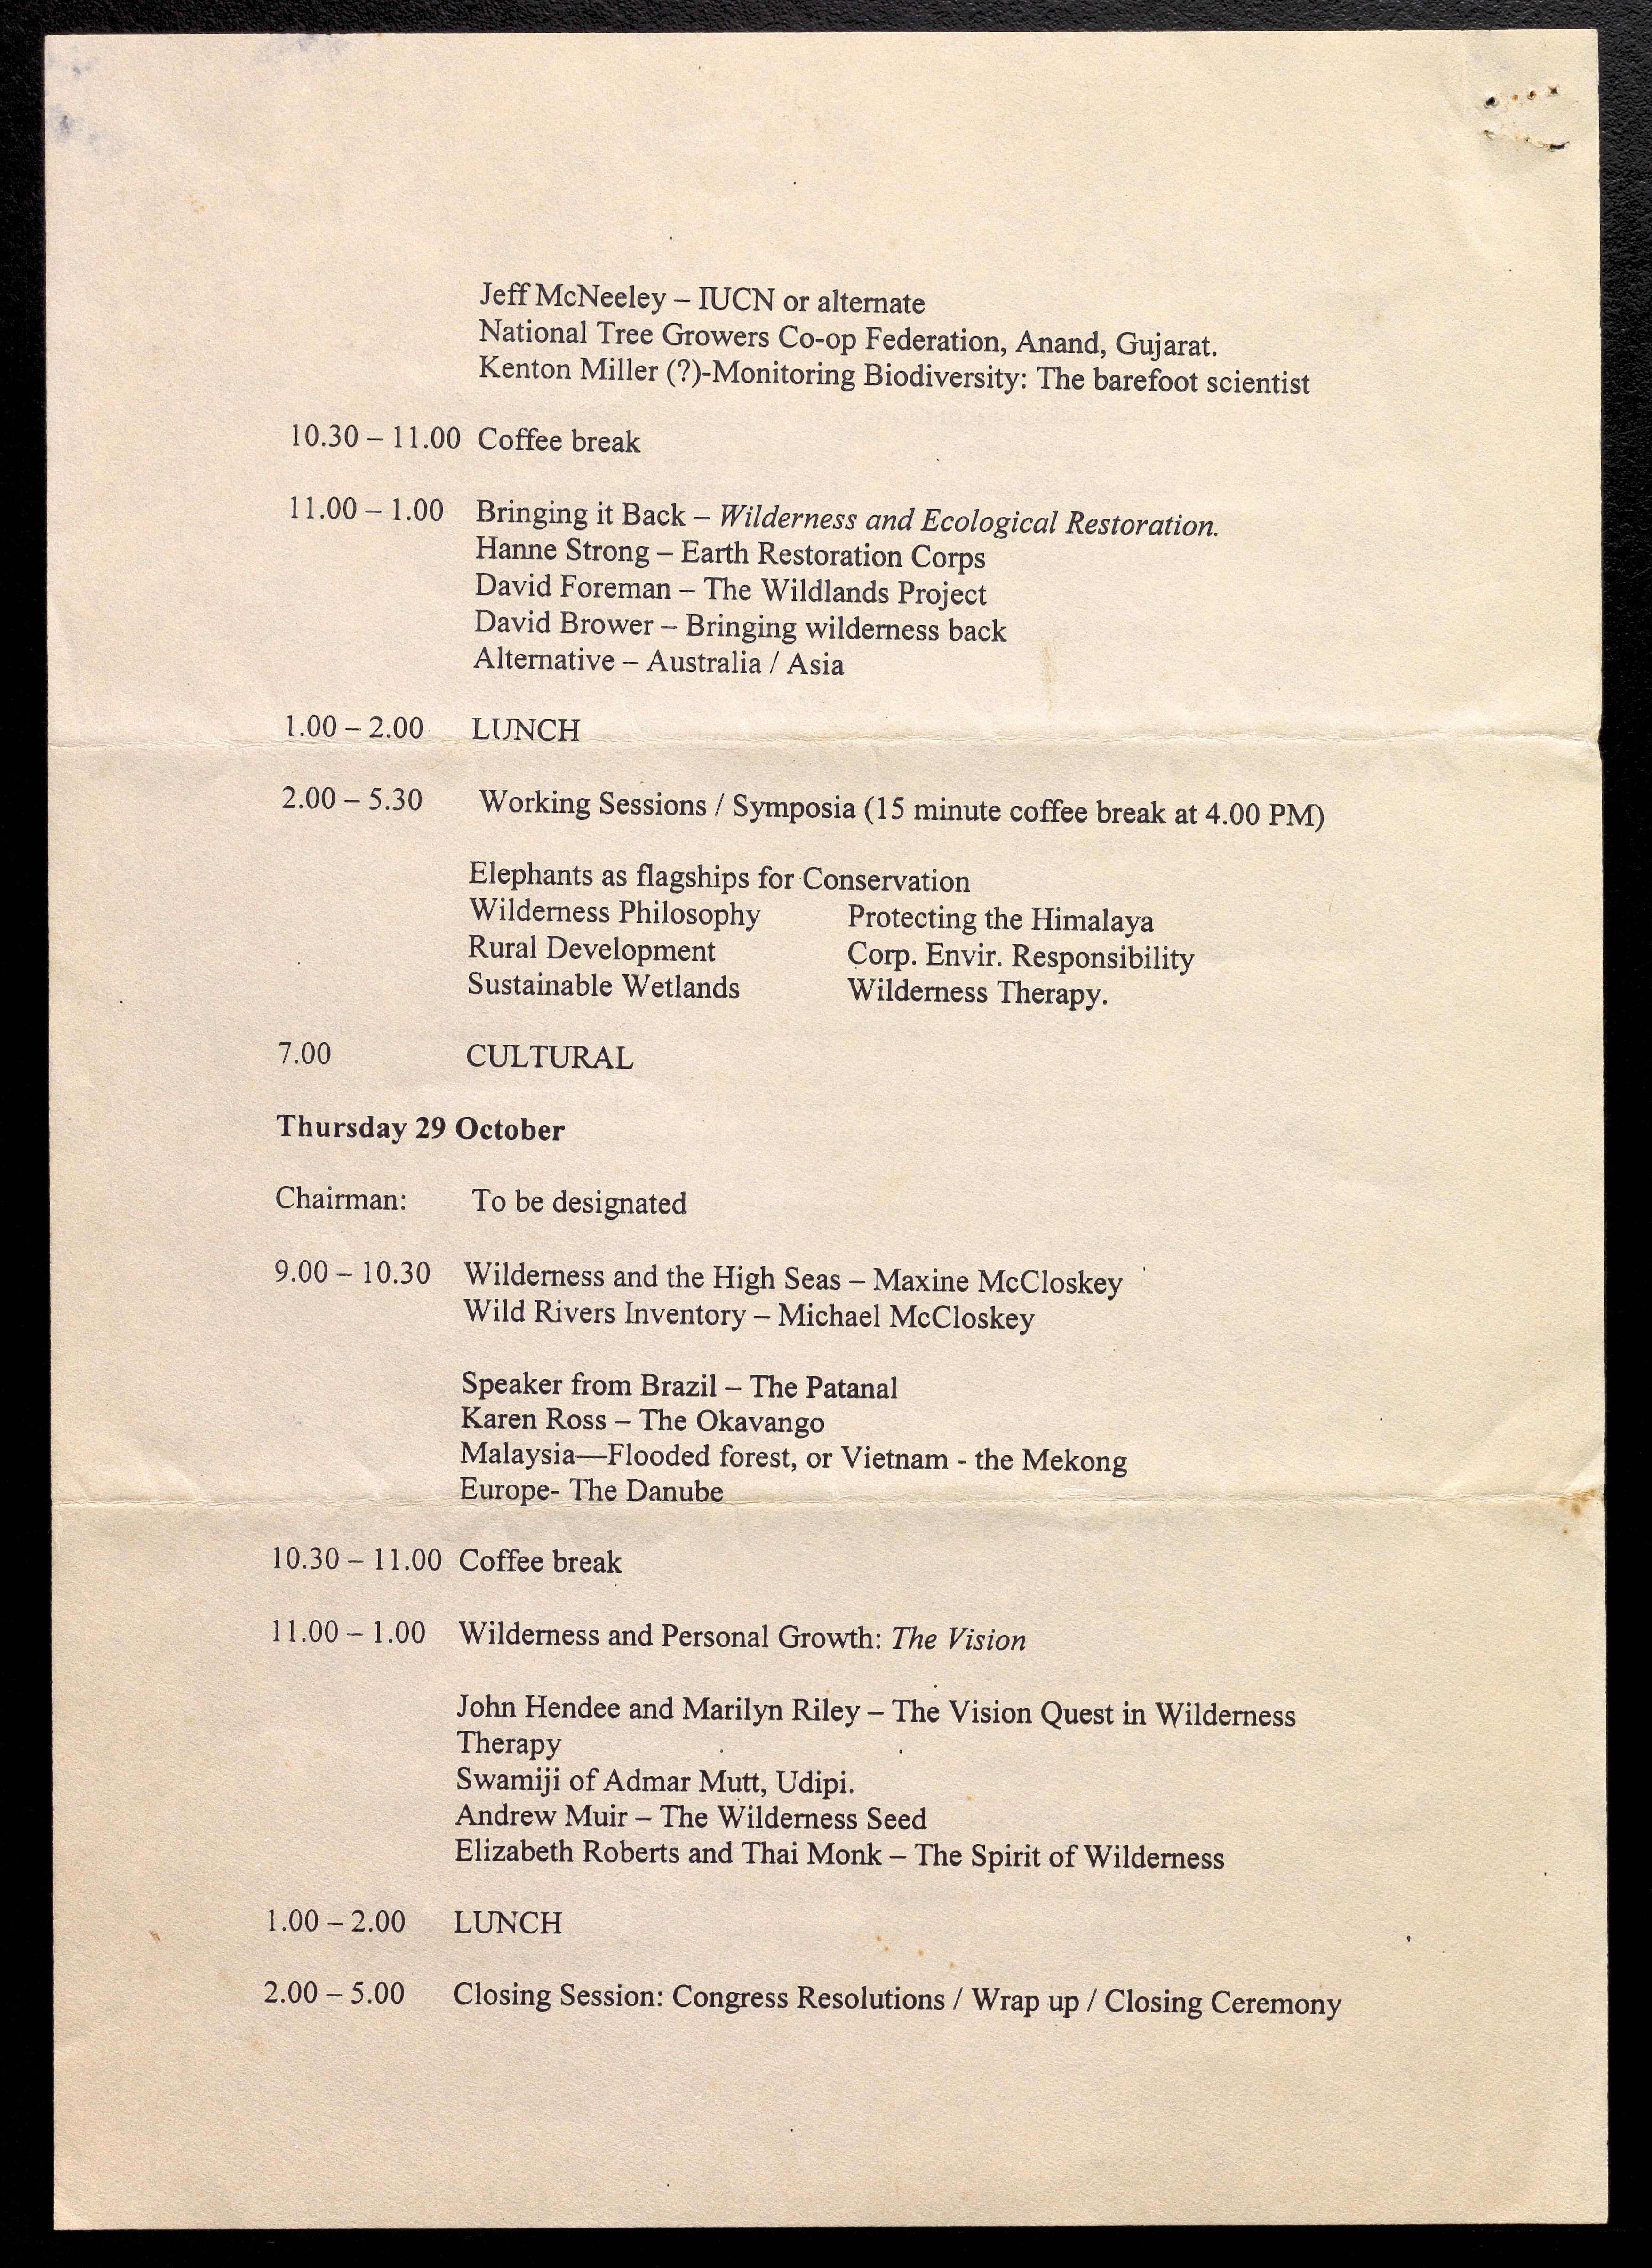 Jeff McNeeley – IUCN or alternate
National Tree Growers Co-op Federation, Anand, Gujarat.
Kenton Miller (?)-Monitoring Biodiversity: The barefoot scientist
10.30 – 11.00 Coffee break
11.00 – 1.00 Bringing it Back – Wilderness and Ecological Restoration.
Hanne Strong – Earth Restoration Corps
David Foreman – The Wildlands Project
David Brower – Bringing wilderness back
Alternative – Australia / Asia
1.00 – 2.00 LUNCH
2.00 – 5.30 Working Sessions / Symposia (15 minute coffee break at 4.00 PM)
Elephants as flagships for Conservation
Wilderness Philosophy Protecting the Himalaya
Rural Development Corp. Envir. Responsibility
Sustainable Wetlands Wilderness Therapy.
7.00 CULTURAL
Thursday 29 October
Chairman: To be designated
9.00 – 10.30 Wilderness and the High Seas – Maxine McCloskey
Wild Rivers Inventory – Michael McCloskey
Speaker from Brazil – The Patanal
Karen Ross – The Okavango
Malaysia—Flooded forest, or Vietnam - the Mekong
Europe- The Danube
10.30 – 11.00 Coffee break
11.00 – 1.00 Wilderness and Personal Growth: The Vision
John Hendee and Marilyn Riley – The Vision Quest in Wilderness
Therapy
Swamiji of Admar Mutt, Udipi.
Andrew Muir – The Wilderness Seed
Elizabeth Roberts and Thai Monk – The Spirit of Wilderness
1.00 – 2.00 LUNCH
2.00 – 5.00 Closing Session: Congress Resolutions / Wrap up / Closing Ceremony